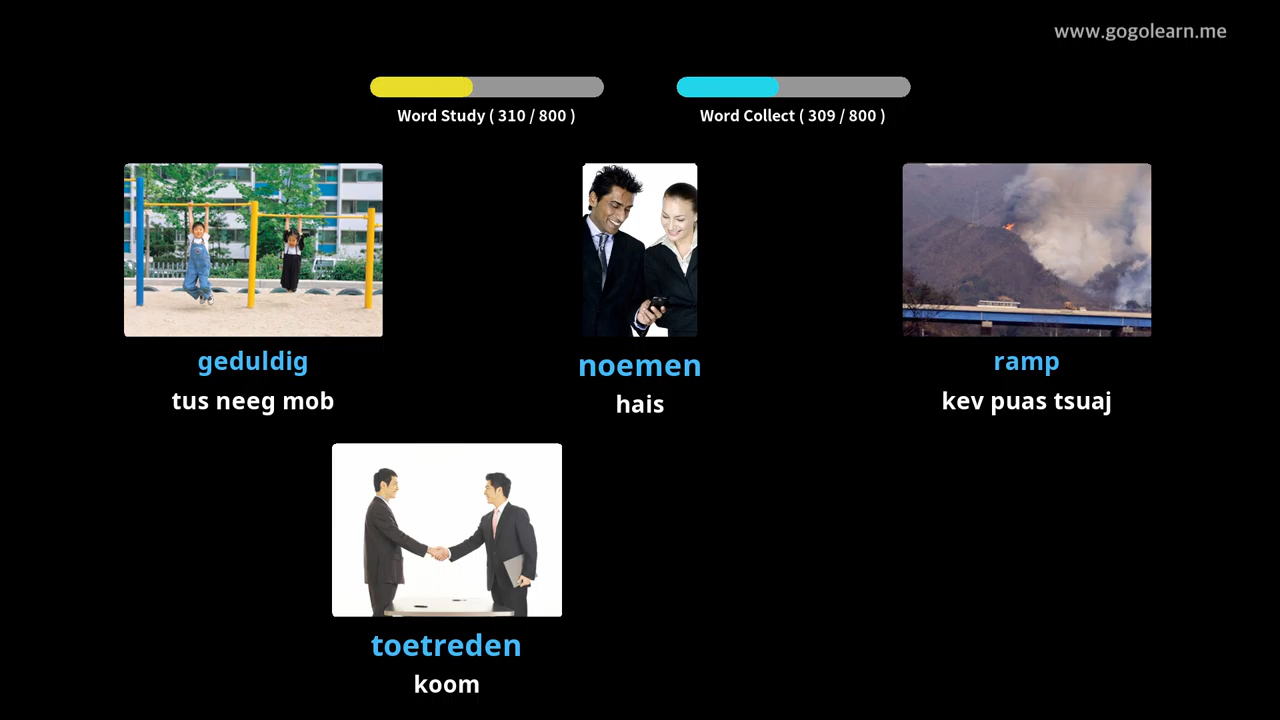 www.gogolearn.me
Word Study ( 310 / 800 )
Word Collect ( 309 / 800 )
geduldig
tus neeg mob
noemen
hais
ramp
kev puas tsuaj
toetreden
koom